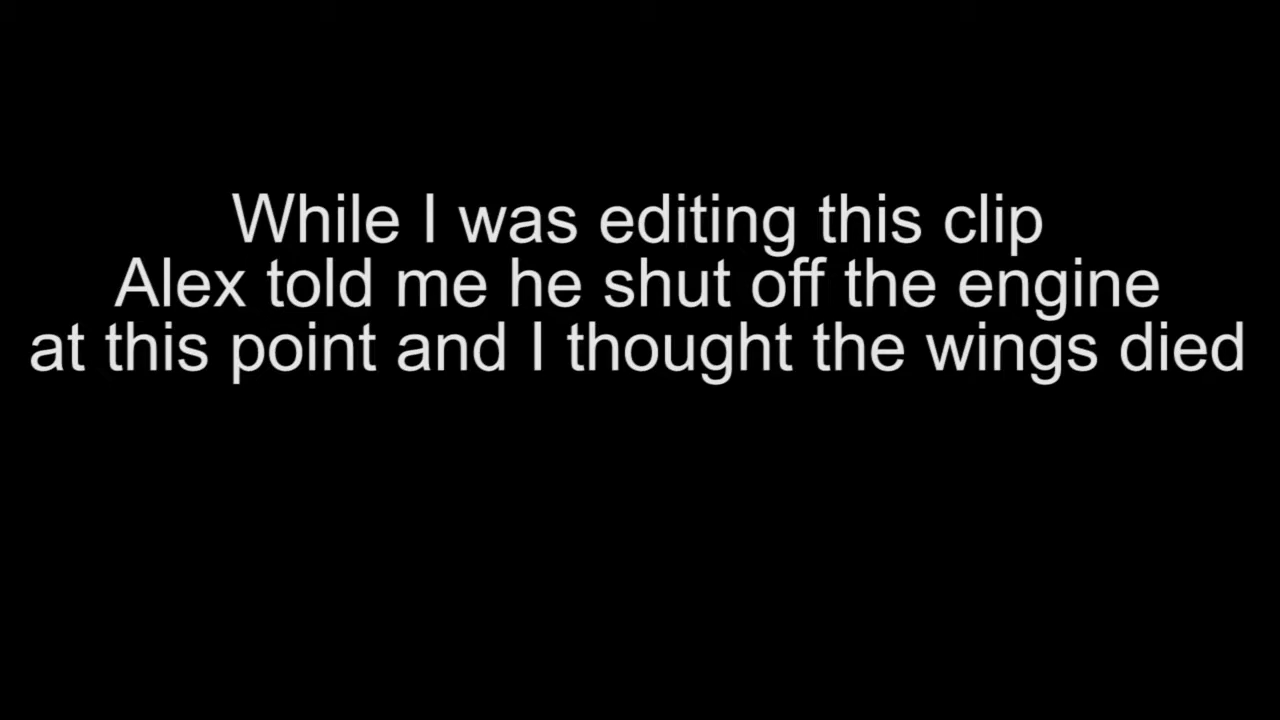 While I was editing this clip
Alex told me he shut off the engine
at this point and I thought the wings died